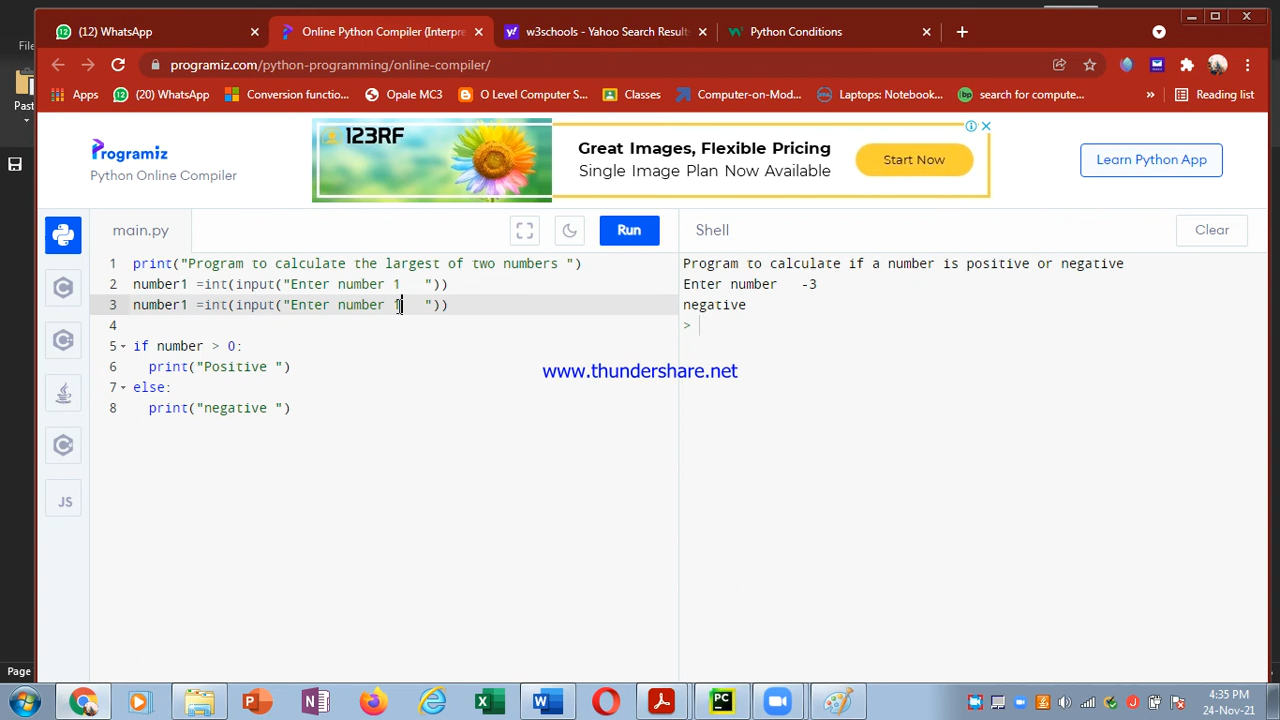 File
Past
Page
(12) WhatsApp
Online Python Compiler (Interpre
w3schools - Yahoo Search Results
Python Conditions
programiz.com/python-programming/online-compiler/
Apps
(20) WhatsApp
Conversion functio...
Opale MC3
O Level Computer S...
Classes
Computer-on-Mod...
Laptops: Notebook...
search for compute...
»
Reading list
Programiz
Python Online Compiler
123RF
Great Images, Flexible Pricing
Single Image Plan Now Available
Start Now
Learn Python App
main.py
Run
Shell
Clear
1 print("Program to calculate the largest of two numbers ")
2 number1 =int(input("Enter number 1   "))
3 number1 =int(input("Enter number 1   "))
4
5 if number > 0:
6   print("Positive ")
7 else:
8   print("negative ")
Program to calculate if a number is positive or negative
Enter number   -3
negative
>
www.thundershare.net
JS
4:35 PM
24-Nov-21